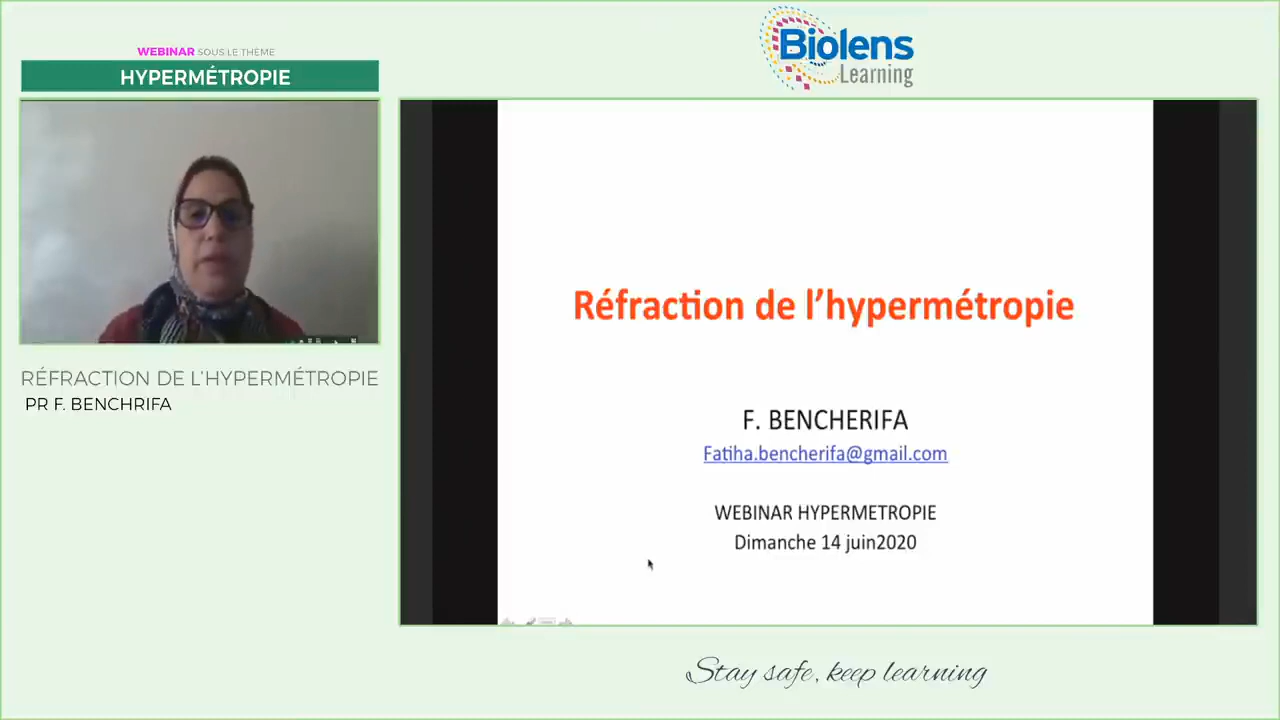 WEBINAR SOUS LE THÈME
HYPERMÉTROPIE
Biolens
Learning
RÉFRACTION DE L'HYPERMÉTROPIE
PR F. BENCHRIFA
Réfraction de l'hypermétropie
F. BENCHERIFA
Fatiha.bencherifa@gmail.com
WEBINAR HYPERMETROPIE
Dimanche 14 juin2020
Stay safe, keep learning